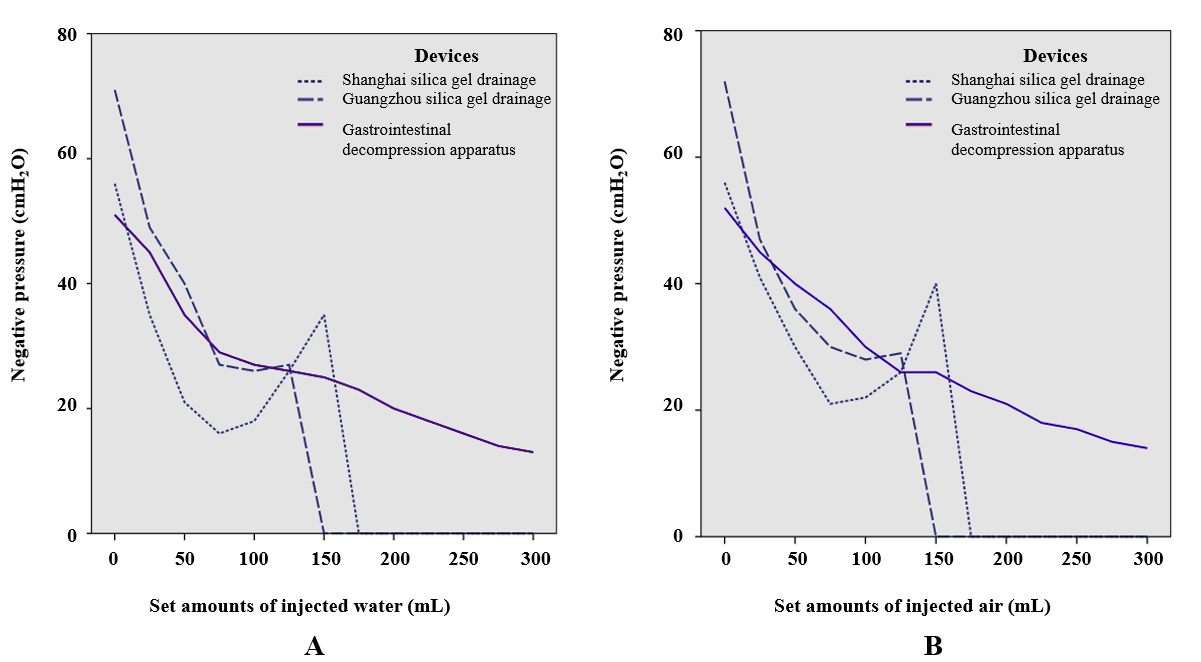 80
60
40
20
0
Negative pressure (cmH₂O)
Devices
Shanghai silica gel drainage
Guangzhou silica gel drainage
Gastrointestinal
decompression apparatus
0 50 100 150 200 250 300
Set amounts of injected water (mL)
A
80
60
40
20
0
Negative pressure (cmH₂O)
Devices
Shanghai silica gel drainage
Guangzhou silica gel drainage
Gastrointestinal
decompression apparatus
0 50 100 150 200 250 300
Set amounts of injected air (mL)
B